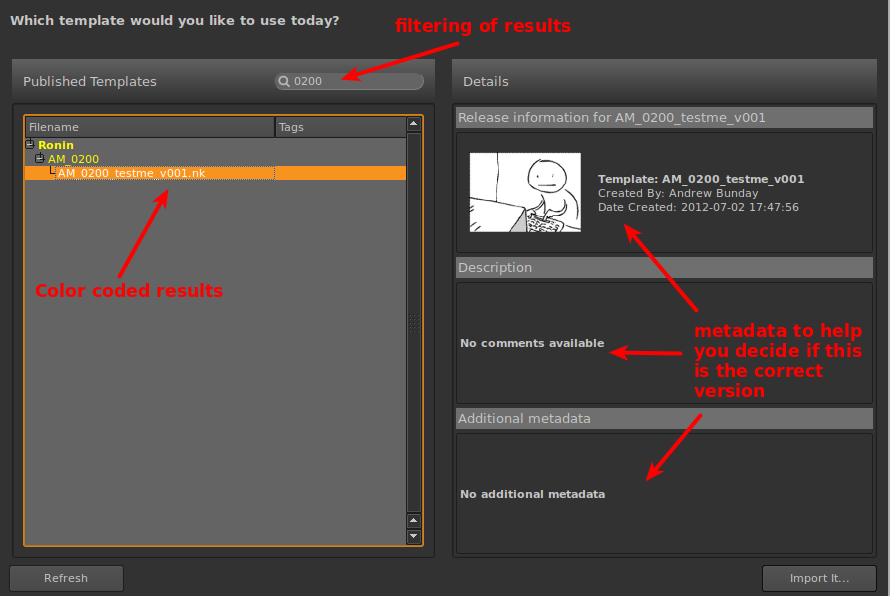 Which template would you like to use today?
filtering of results
Published Templates
0200
Details
Filename
Tags
Ronin
AM_0200
AM_0200_testme_v001.nk
Color coded results
Release information for AM_0200_testme_v001
Template: AM_0200_testme_v001
Created By: Andrew Bunday
Date Created: 2012-07-02 17:47:56
Description
No comments available
metadata to help
you decide if this
is the correct
version
Additional metadata
No additional metadata
Refresh
Import It...